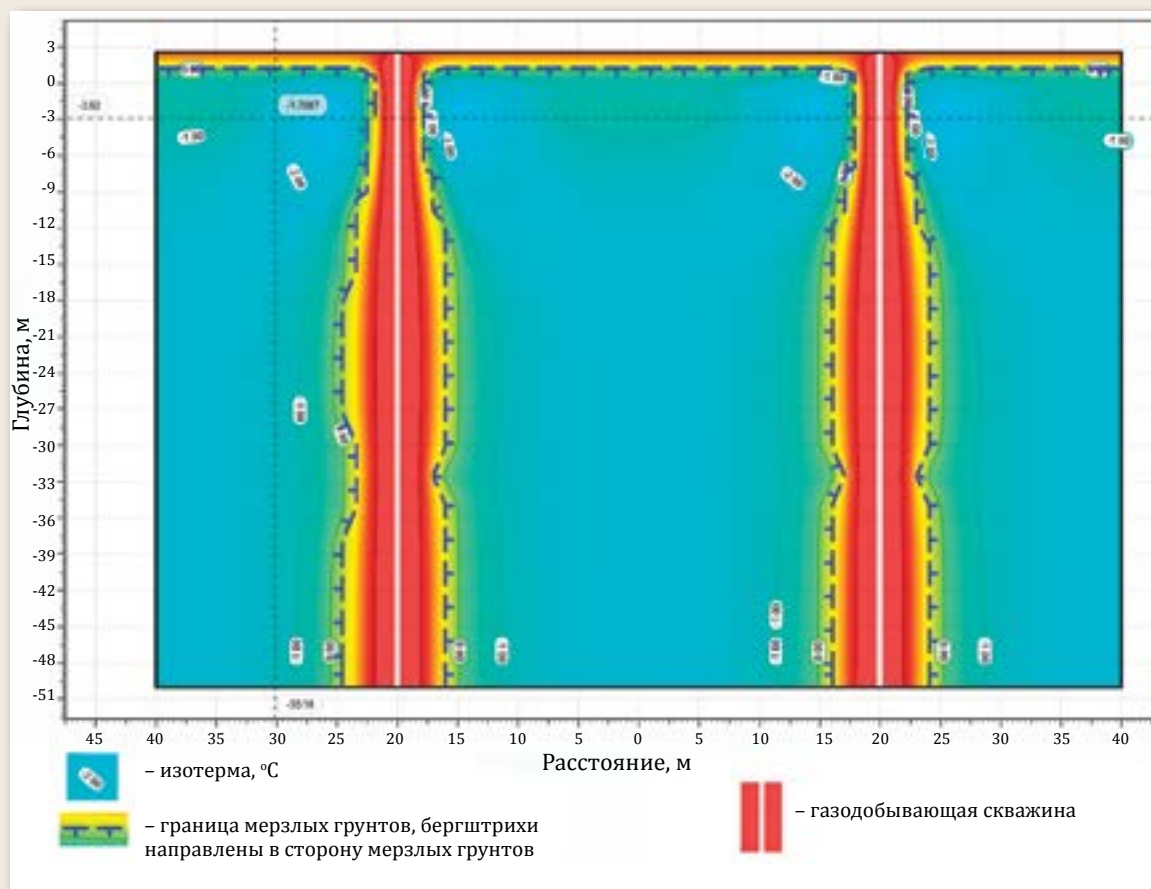 3
0
-3
-6
-9
-12
-15
-18
-21
-24
-27
-30
-33
-36
-39
-42
-45
-48
-51
Глубина, м
45 40 35 30 25 20 15 10 5 0 5 10 15 20 25 30 35 40
Расстояние, м
– изотерма, °С
– граница мерзлых грунтов, бергштрихи
направлены в сторону мерзлых грунтов
– газодобывающая скважина